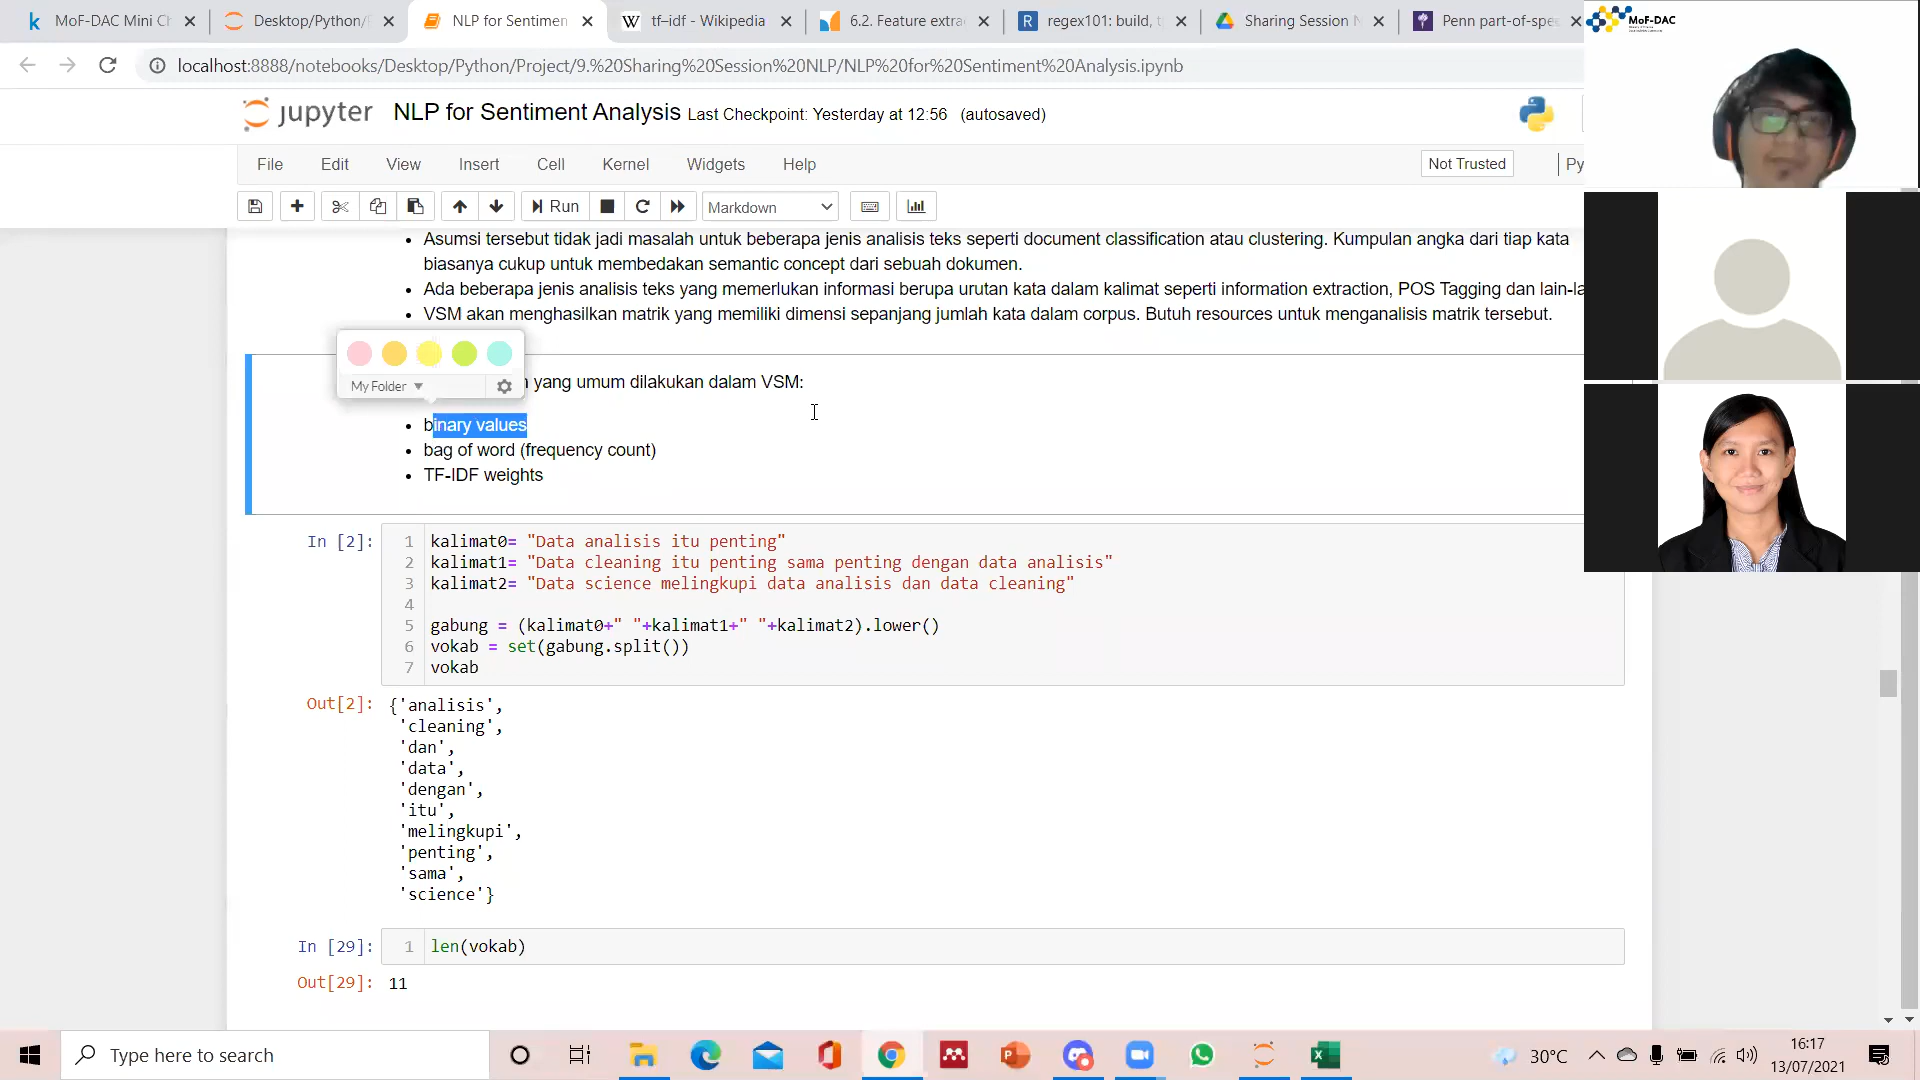 MoF-DAC Mini Ch
Desktop/Python/
NLP for Sentimen
tf–idf - Wikipedia
6.2. Feature extra
regex101: build, t
Sharing Session N
Penn part-of-spe
MoF-DAC
localhost:8888/notebooks/Desktop/Python/Project/9.%20Sharing%20Session%20NLP/NLP%20for%20Sentiment%20Analysis.ipynb
jupyter NLP for Sentiment Analysis Last Checkpoint: Yesterday at 12:56 (autosaved)
File Edit View Insert Cell Kernel Widgets Help Not Trusted Py
Run Markdown
• Asumsi tersebut tidak jadi masalah untuk beberapa jenis analisis teks seperti document classification atau clustering. Kumpulan angka dari tiap kata
biasanya cukup untuk membedakan semantic concept dari sebuah dokumen.
• Ada beberapa jenis analisis teks yang memerlukan informasi berupa urutan kata dalam kalimat seperti information extraction, POS Tagging dan lain-la
• VSM akan menghasilkan matrik yang memiliki dimensi sepanjang jumlah kata dalam corpus. Butuh resources untuk menganalisis matrik tersebut.
My Folder
n yang umum dilakukan dalam VSM:
• binary values
• bag of word (frequency count)
• TF-IDF weights
In [2]:
1 kalimat0= "Data analisis itu penting"
2 kalimat1= "Data cleaning itu penting sama penting dengan data analisis"
3 kalimat2= "Data science melingkupi data analisis dan data cleaning"
4
5 gabung = (kalimat0+" "+kalimat1+" "+kalimat2).lower()
6 vokab = set(gabung.split())
7 vokab
Out[2]: {'analisis',
'cleaning',
'dan',
'data',
'dengan',
'itu',
'melingkupi',
'penting',
'sama',
'science'}
In [29]: 1 len(vokab)
Out[29]: 11
Type here to search
30°C
16:17
13/07/2021